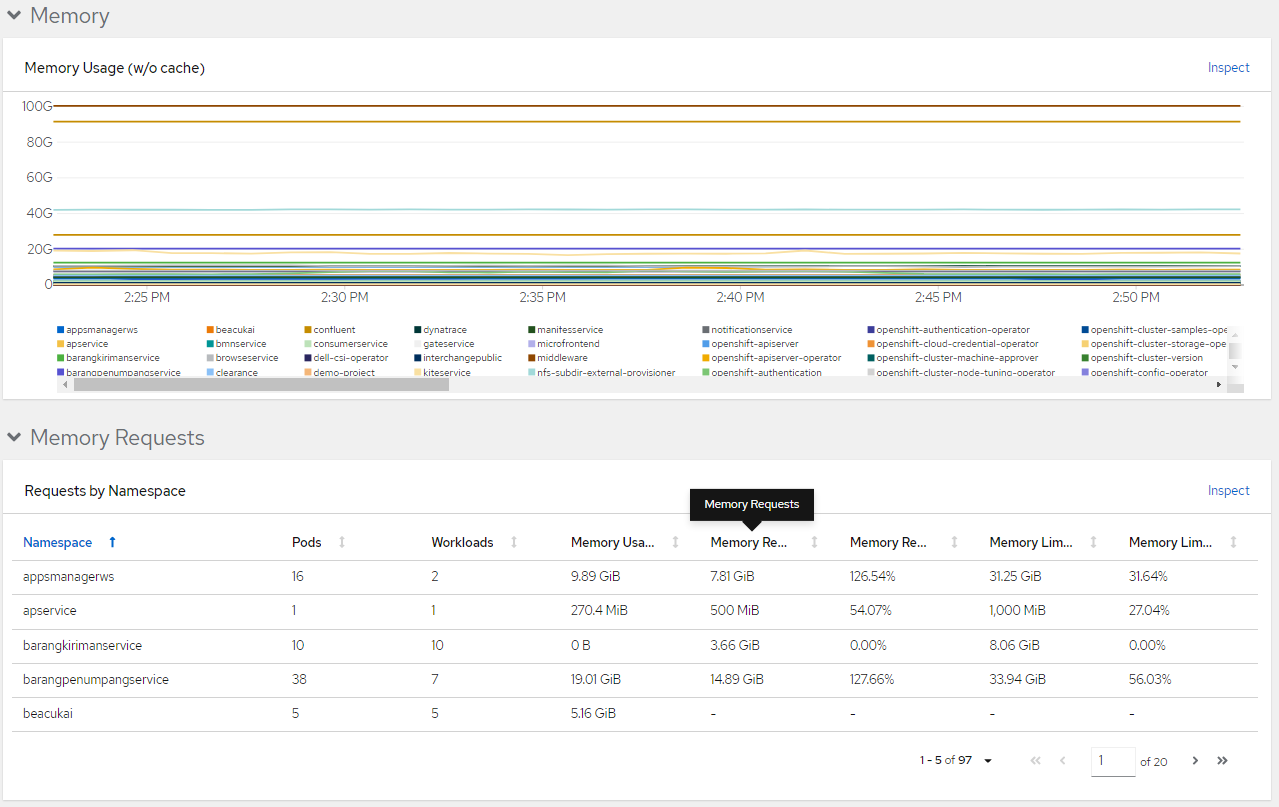 Memory
Memory Usage (w/o cache)
Inspect
100G
80G
60G
40G
20G
0
2:25 PM 2:30 PM 2:35 PM 2:40 PM 2:45 PM 2:50 PM
appsmanagerws beacukai confluent dynatrace manifesservice notificationservice openshift-authentication-operator openshift-cluster-samples-ope
apservice bmnservice consumerservice gateservice microfrontend openshift-apiserver openshift-cloud-credential-operator openshift-cluster-storage-ope
barangkirimanservice browseservice dell-csi-operator interchangepublic middleware openshift-apiserver-operator openshift-cluster-machine-approver openshift-cluster-version
barangpenumpangservice clearance demo-project kiteservice nfs-subdir-external-provisioner openshift-authentication openshift-cluster-node-tuning-operator openshift-config-operator
Memory Requests
Requests by Namespace
Inspect
Memory Requests
Namespace Pods Workloads Memory Usa... Memory Re... Memory Re... Memory Lim... Memory Lim...
appsmanagerws 16 2 9.89 GiB 7.81 GiB 126.54% 31.25 GiB 31.64%
apservice 1 1 270.4 MiB 500 MiB 54.07% 1,000 MiB 27.04%
barangkirimanservice 10 10 0 B 3.66 GiB 0.00% 8.06 GiB 0.00%
barangpenumpangservice 38 7 19.01 GiB 14.89 GiB 127.66% 33.94 GiB 56.03%
beacukai 5 5 5.16 GiB - - - -
1 - 5 of 97
1 of 20